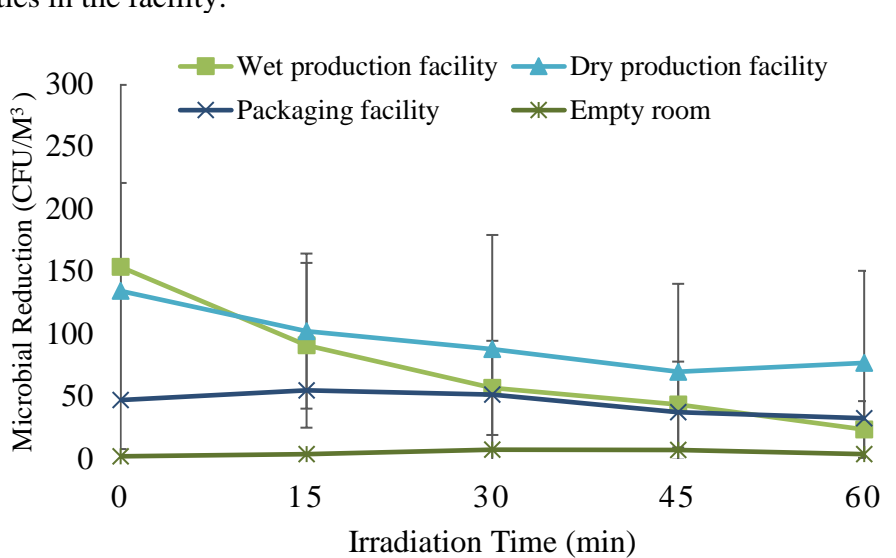 ties in the facility.
Wet production facility
Dry production facility
Packaging facility
Empty room
300
250
200
150
100
50
0
Microbial Reduction (CFU/M³ )
0 15 30 45 60
Irradiation Time (min)